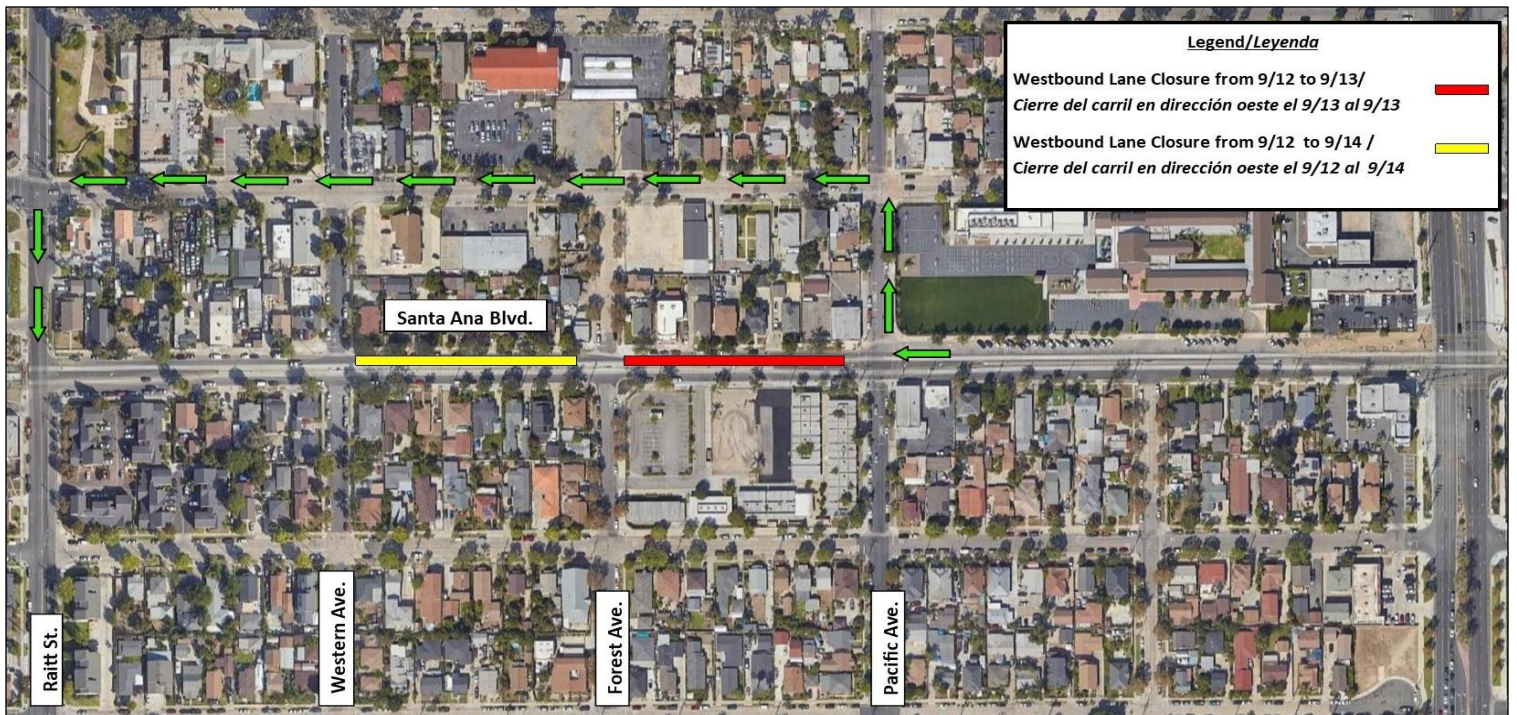 Legend/Leyenda
Westbound Lane Closure from 9/12 to 9/13/
Cierre del carril en dirección oeste el 9/13 al 9/13
Westbound Lane Closure from 9/12 to 9/14 /
Cierre del carril en dirección oeste el 9/12 al 9/14
Santa Ana Blvd.
Raitt St.
Western Ave.
Forest Ave.
Pacific Ave.